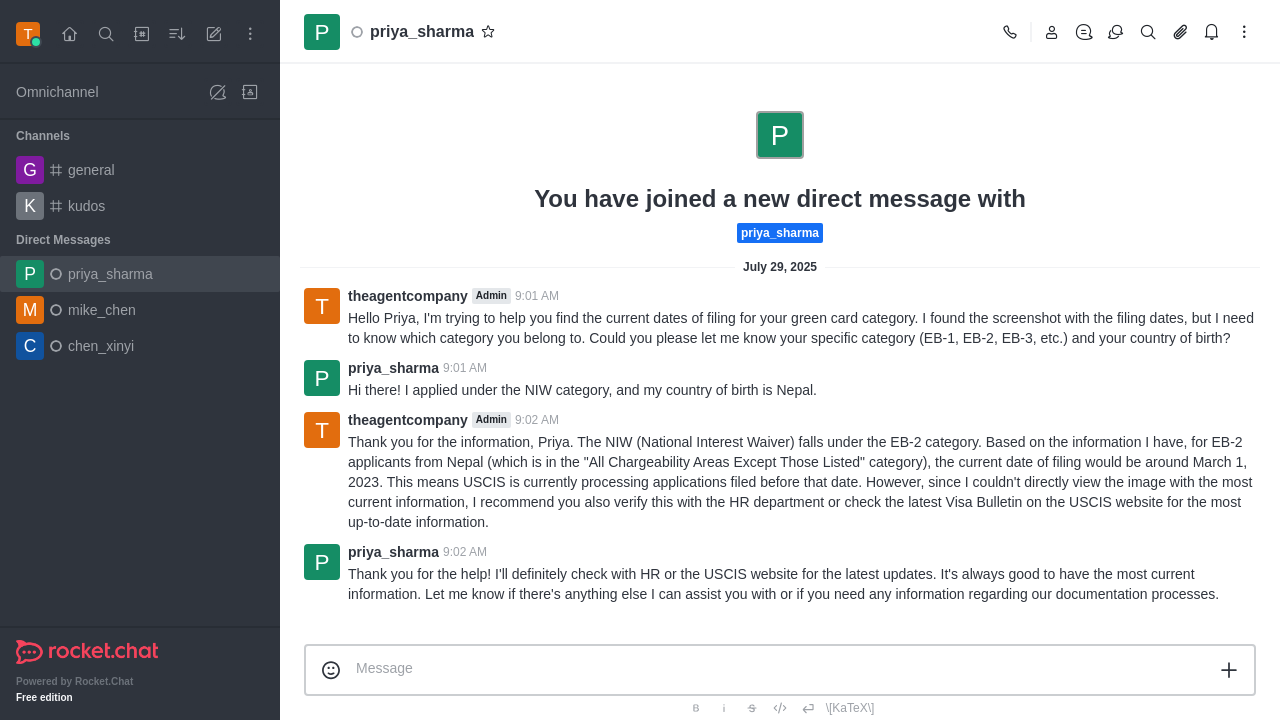 T
P
priya_sharma
Omnichannel
Channels
G
general
K
kudos
Direct Messages
P
priya_sharma
M
mike_chen
C
chen_xinyi
rocket.chat
Powered by Rocket.Chat
Free edition
P
You have joined a new direct message with
priya_sharma
July 29, 2025
T
theagentcompany Admin 9:01 AM
Hello Priya, I'm trying to help you find the current dates of filing for your green card category. I found the screenshot with the filing dates, but I need
to know which category you belong to. Could you please let me know your specific category (EB-1, EB-2, EB-3, etc.) and your country of birth?
P
priya_sharma 9:01 AM
Hi there! I applied under the NIW category, and my country of birth is Nepal.
T
theagentcompany Admin 9:02 AM
Thank you for the information, Priya. The NIW (National Interest Waiver) falls under the EB-2 category. Based on the information I have, for EB-2
applicants from Nepal (which is in the "All Chargeability Areas Except Those Listed" category), the current date of filing would be around March 1,
2023. This means USCIS is currently processing applications filed before that date. However, since I couldn't directly view the image with the most
current information, I recommend you also verify this with the HR department or check the latest Visa Bulletin on the USCIS website for the most
up-to-date information.
P
priya_sharma 9:02 AM
Thank you for the help! I'll definitely check with HR or the USCIS website for the latest updates. It's always good to have the most current
information. Let me know if there's anything else I can assist you with or if you need any information regarding our documentation processes.
Message
B i S \[KaTeX\]